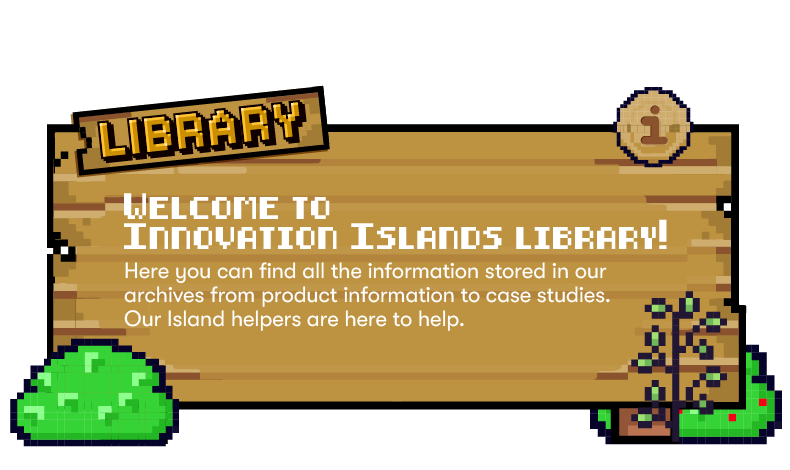 LIBRARY
i
Welcome to
Innovation Islands library!
Here you can find all the information stored in our
archives from product information to case studies.
Our Island helpers are here to help.